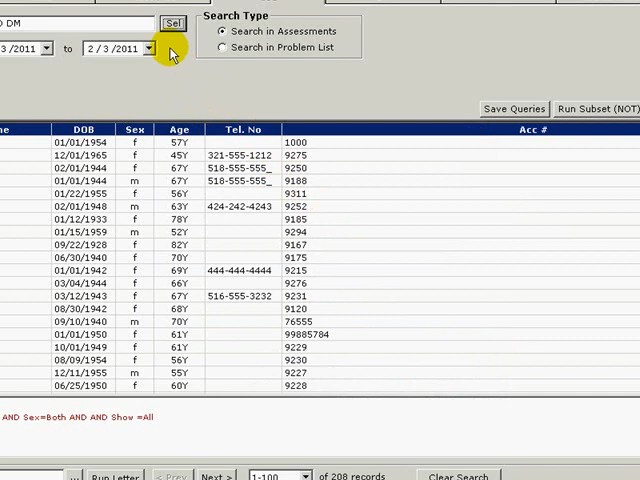 Search Type
O DM Sel
Search in Assessments
3 /2011 to 2 / 3 /2011
Search in Problem List
Save Queries Run Subset (NOT)
me DOB Sex Age Tel. No Acc #
01/01/1954 f 57Y 1000
12/01/1965 f 45Y 321-555-1212 9275
02/01/1944 f 67Y 518-555-555_ 9250
01/01/1944 m 67Y 518-555-555_ 9188
01/22/1955 f 56Y 9311
02/01/1948 m 63Y 424-242-4243 9252
01/12/1933 f 78Y 9185
01/15/1959 m 52Y 9294
09/22/1928 f 82Y 9167
06/30/1940 f 70Y 9175
01/01/1942 f 69Y 444-444-4444 9215
03/04/1944 f 66Y 9276
03/12/1943 f 67Y 516-555-3232 9231
08/30/1942 f 68Y 9120
09/10/1940 m 70Y 76555
01/01/1950 f 61Y 99885784
10/01/1949 f 61Y 9229
08/09/1954 f 56Y 9230
12/11/1955 m 55Y 9227
06/25/1950 f 60Y 9228
AND Sex=Both AND AND Show =All
... Run Letter < Prev Next > 1-100 of 208 records Clear Search